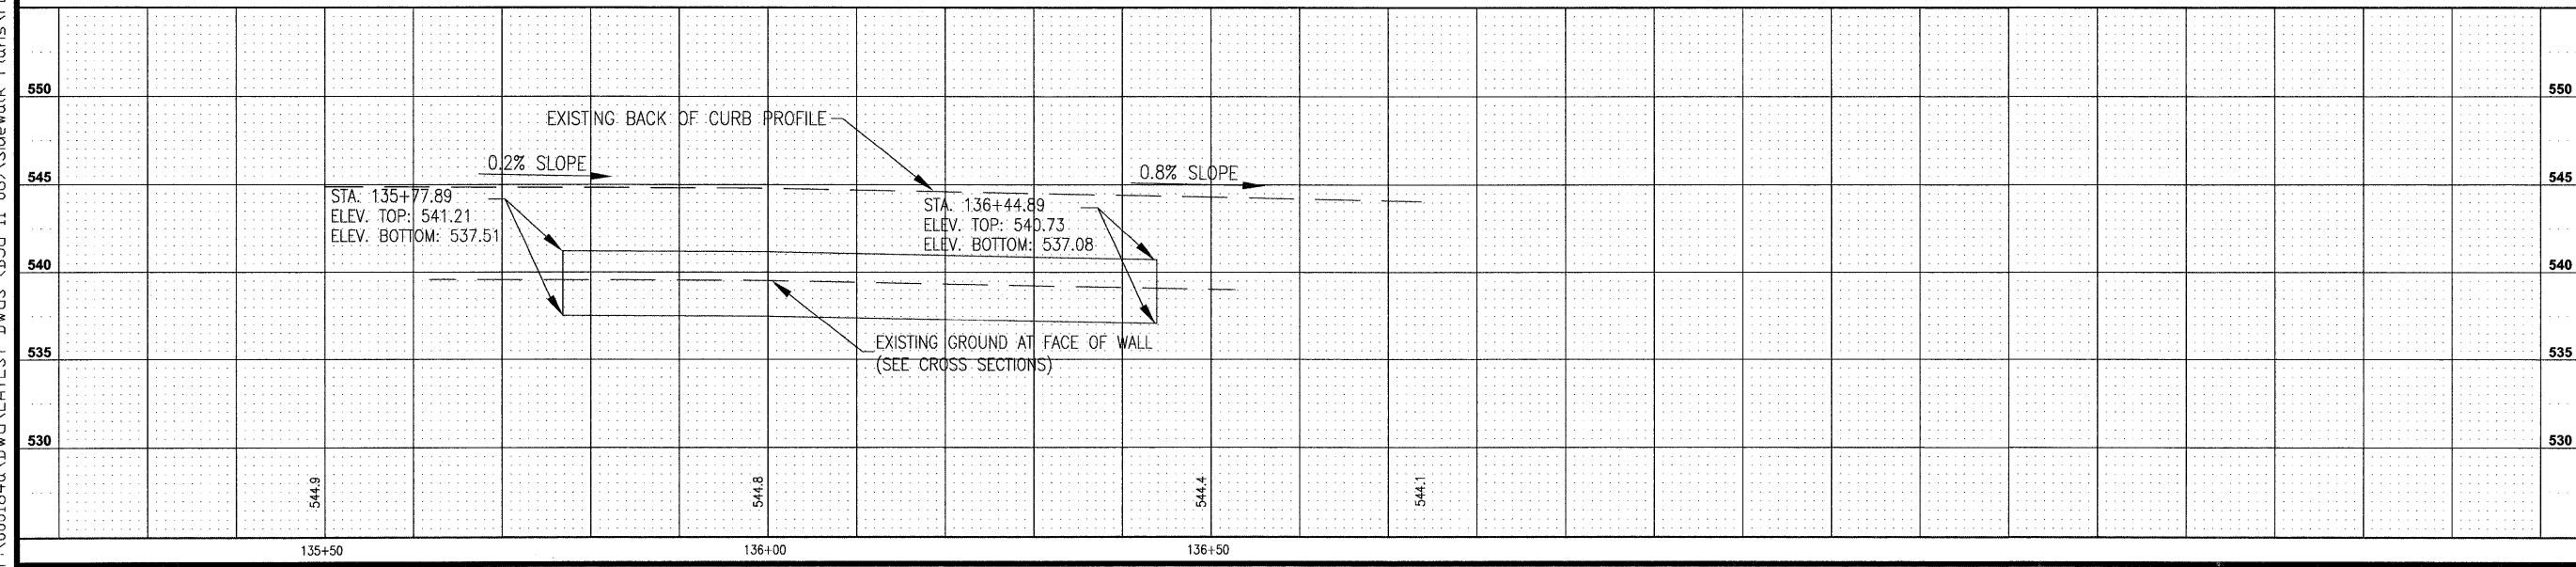 550
550
EXISTING BACK OF CURB PROFILE
0.2% SLOPE
0.8% SLOPE
545
545
STA. 135+77.89
ELEV. TOP: 541.21
ELEV. BOTTOM: 537.51
STA. 136+44.89
ELEV. TOP: 540.73
ELEV. BOTTOM: 537.08
540
540
EXISTING GROUND AT FACE OF WALL
(SEE CROSS SECTIONS)
535
535
530
530
544.9
544.8
544.4
544.1
135+50
136+00
136+50